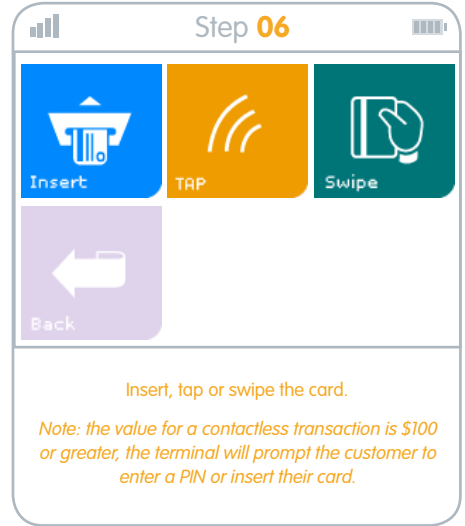 Step 06
Insert
TAP
Swipe
Back
Insert, tap or swipe the card.
Note: the value for a contactless transaction is $100
or greater, the terminal will prompt the customer to
enter a PIN or insert their card.